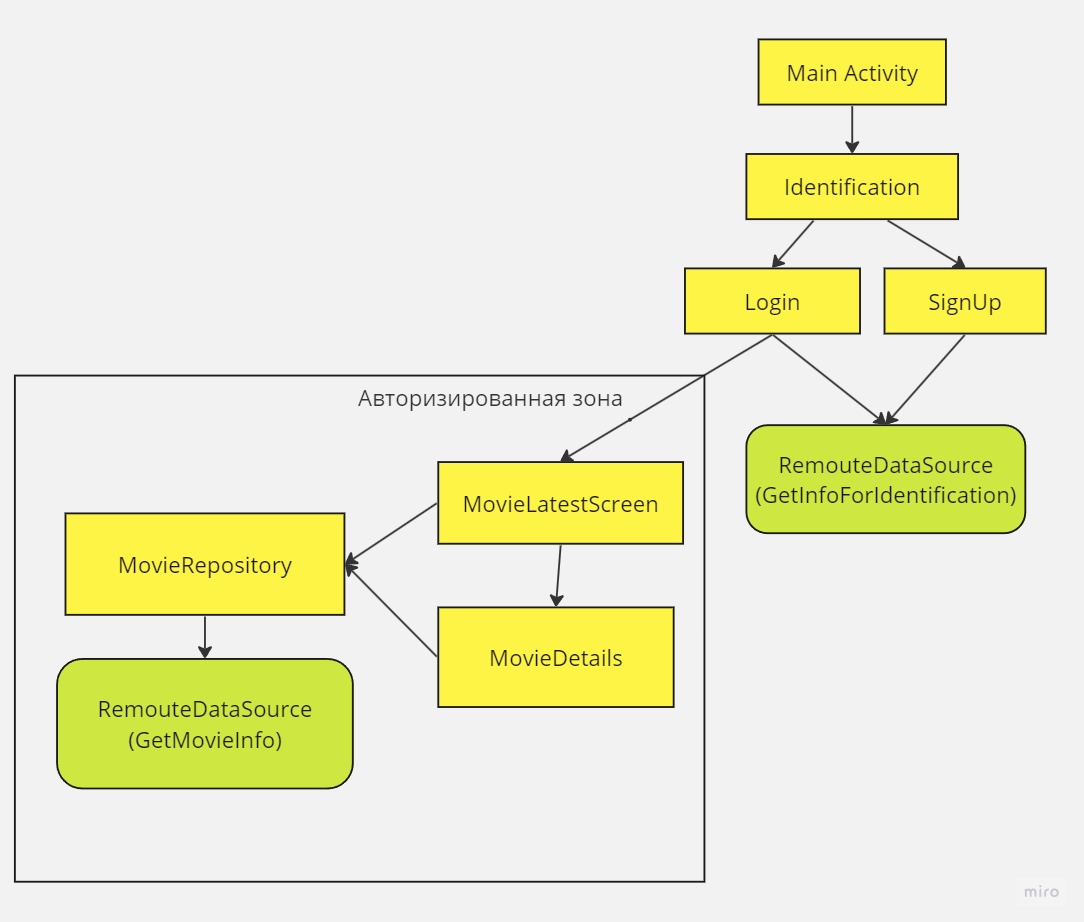 Main Activity
Identification
Login
SignUp
Авторизированная зона
RemouteDataSource
(GetInfoForIdentification)
MovieLatestScreen
MovieRepository
MovieDetails
RemouteDataSource
(GetMovieInfo)
miro